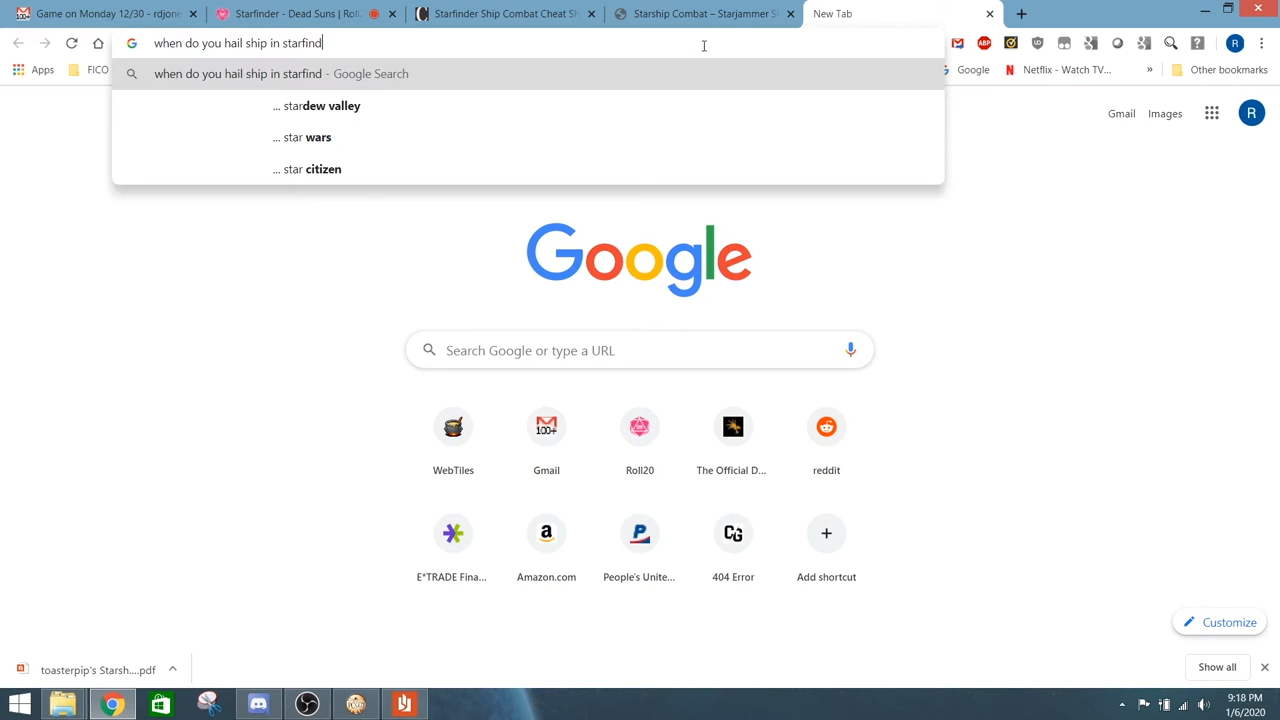 Game on Monday 12/30 - rdjone
Starfinder – Dead Suns | Roll
Starfinder Ship Combat Cheat Sh
Starship Combat – Starjammer S
New Tab
when do you hail ship in starfind
Apps
FICO
Google
Netflix - Watch TV...
»
Other bookmarks
when do you hail ship in starfind - Google Search
... stardew valley
... star wars
... star citizen
Gmail
Images
R
Google
Search Google or type a URL
WebTiles
Gmail
Roll20
The Official D...
reddit
E*TRADE Fina...
Amazon.com
People's Unite...
404 Error
Add shortcut
Customize
toasterpip's Starsh....pdf
Show all
9:18 PM
1/6/2020